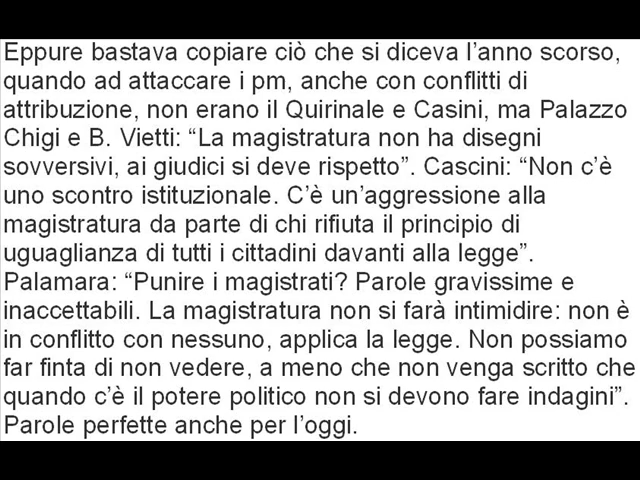 Eppure bastava copiare ciò che si diceva l’anno scorso,
quando ad attaccare i pm, anche con conflitti di
attribuzione, non erano il Quirinale e Casini, ma Palazzo
Chigi e B. Vietti: “La magistratura non ha disegni
sovversivi, ai giudici si deve rispetto”. Cascini: “Non c’è
uno scontro istituzionale. C’è un’aggressione alla
magistratura da parte di chi rifiuta il principio di
uguaglianza di tutti i cittadini davanti alla legge”.
Palamara: “Punire i magistrati? Parole gravissime e
inaccettabili. La magistratura non si farà intimidire: non è
in conflitto con nessuno, applica la legge. Non possiamo
far finta di non vedere, a meno che non venga scritto che
quando c’è il potere politico non si devono fare indagini”.
Parole perfette anche per l’oggi.